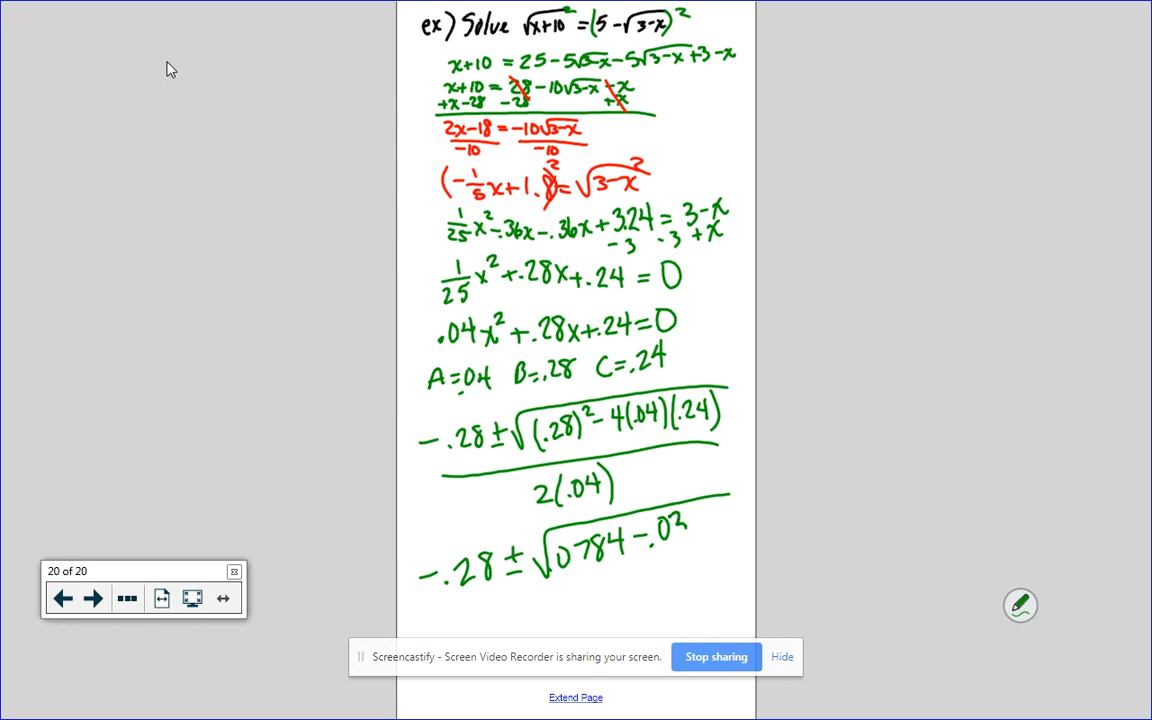 ex) Solve √x+10² = (5 - √3-x)²
x+10 = 25 - 5√3-x - 5√3-x + 3 - x
x+10 = 28 - 10√3-x - x
+x -28 -28 +x
2x-18 = -10√3-x
-10 -10
(-1/5x + 1.8)² = √3-x²
1/25x² - .36x - .36x + 3.24 = 3-x
-3 -3 +x
1/25x² + .28x + .24 = 0
.04x² + .28x + .24 = 0
A = .04 B = .28 C = .24
-.28 ± √(.28)² - 4(.04)(.24)
2(.04)
-.28 ± √.0784 - .03
20 of 20
Screencastify - Screen Video Recorder is sharing your screen. Stop sharing Hide
Extend Page